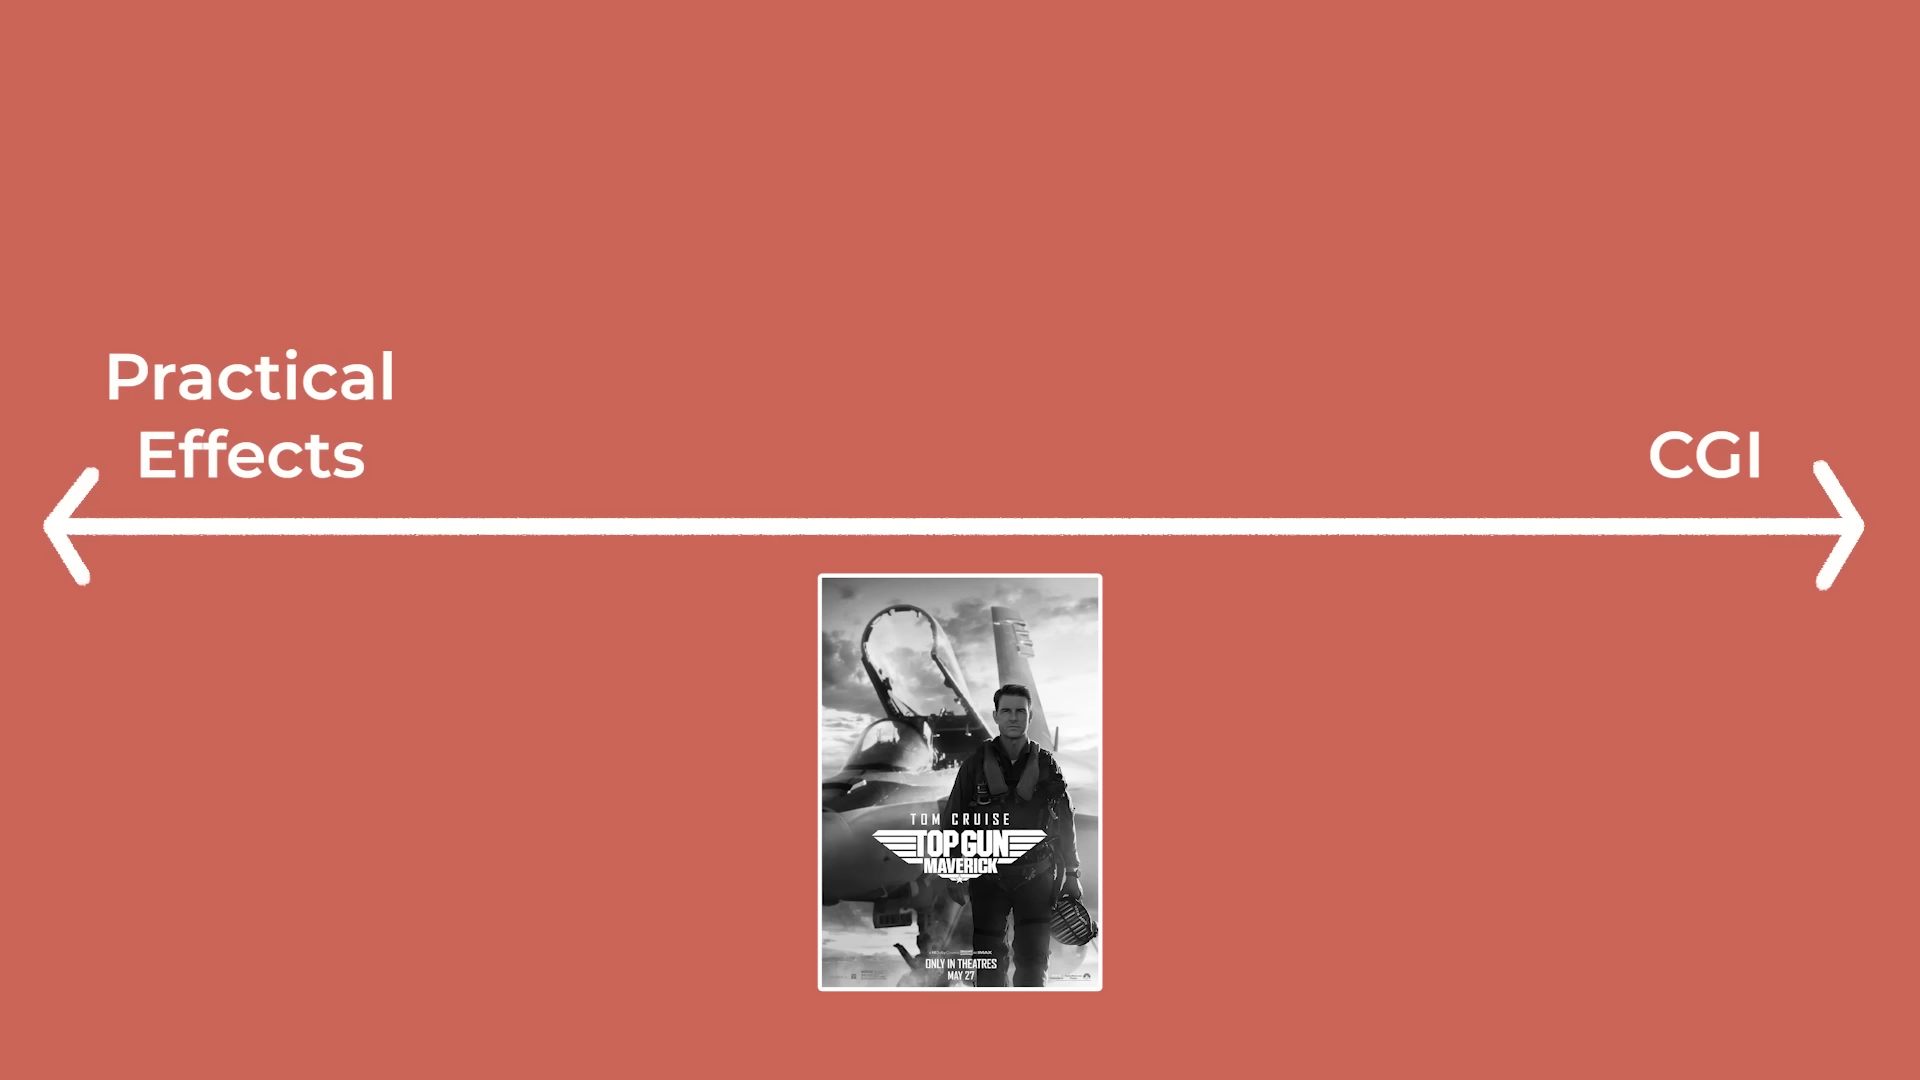 Practical
Effects
CGI
TOM CRUISE
TOP GUN
MAVERICK
ONLY IN THEATRES
MAY 27